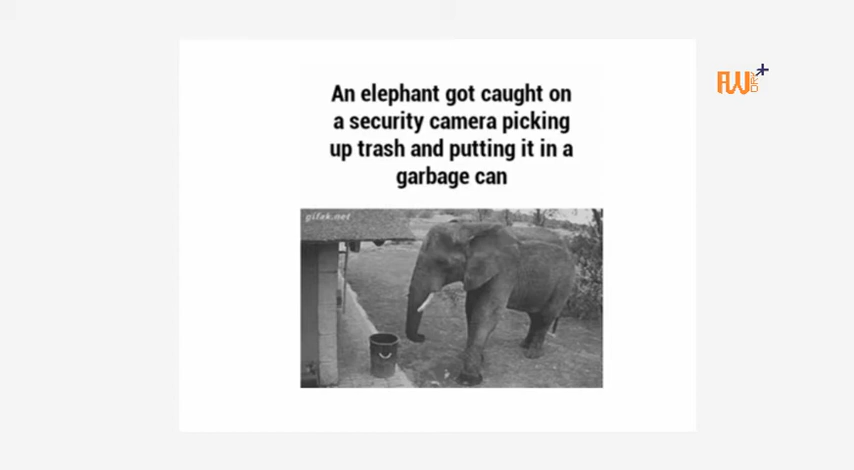 An elephant got caught on
a security camera picking
up trash and putting it in a
garbage can
gifak.net